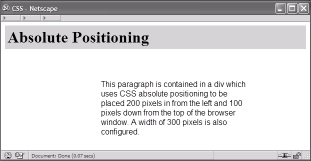 CSS - Netscape
Absolute Positioning
This paragraph is contained in a div which
uses CSS absolute positioning to be
placed 200 pixels in from the left and 100
pixels down from the top of the browser
window. A width of 300 pixels is also
configured.
Document: Done (0.07 secs)